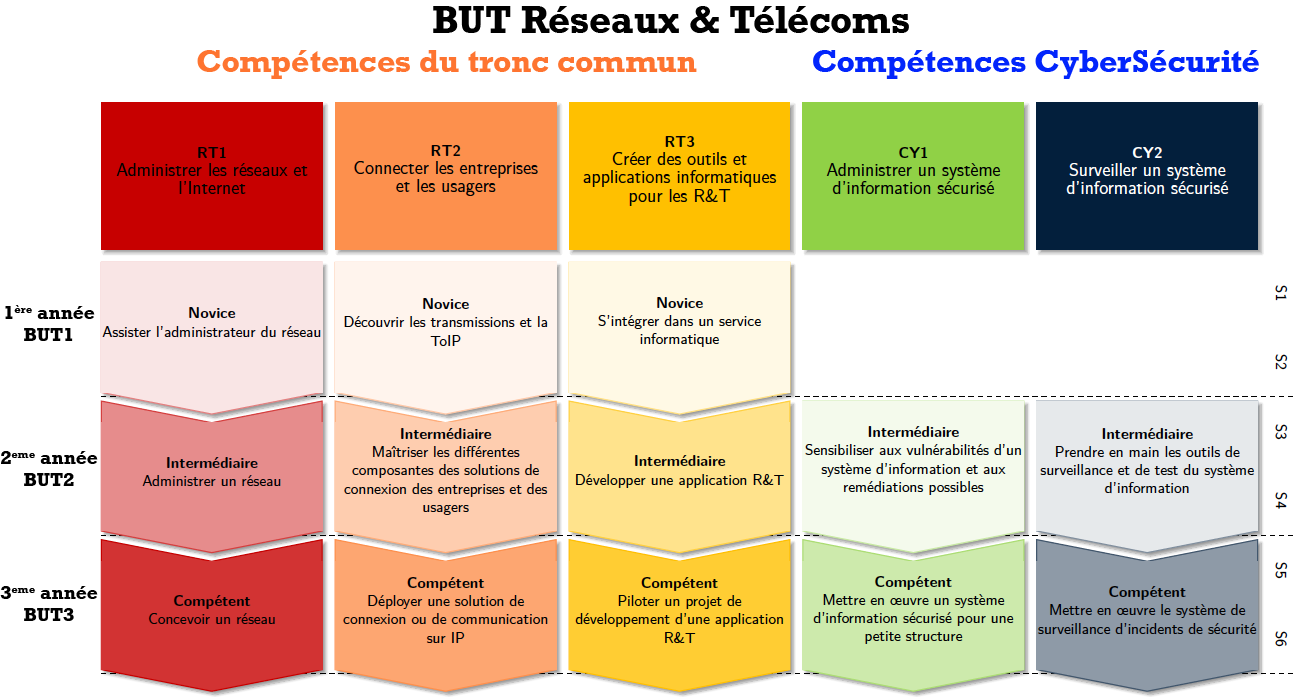 BUT Réseaux & Télécoms
Compétences du tronc commun
Compétences CyberSécurité
RT1
Administrer les réseaux et
l'Internet
RT2
Connecter les entreprises
et les usagers
RT3
Créer des outils et
applications informatiques
pour les R&T
CY1
Administrer un système
d'information sécurisé
CY2
Surveiller un système
d'information sécurisé
1ère année
BUT1
Novice
Assister l'administrateur du réseau
Novice
Découvrir les transmissions et la
ToIP
Novice
S'intégrer dans un service
informatique
S1
S2
2eme année
BUT2
Intermédiaire
Administrer un réseau
Intermédiaire
Maîtriser les différentes
composantes des solutions de
connexion des entreprises et des
usagers
Intermédiaire
Développer une application R&T
Intermédiaire
Sensibiliser aux vulnérabilités d'un
système d'information et aux
remédiations possibles
Intermédiaire
Prendre en main les outils de
surveillance et de test du système
d'information
S3
S4
3eme année
BUT3
Compétent
Concevoir un réseau
Compétent
Déployer une solution de
connexion ou de communication
sur IP
Compétent
Piloter un projet de
développement d'une application
R&T
Compétent
Mettre en œuvre un système
d'information sécurisé pour une
petite structure
Compétent
Mettre en œuvre le système de
surveillance d'incidents de sécurité
S5
S6